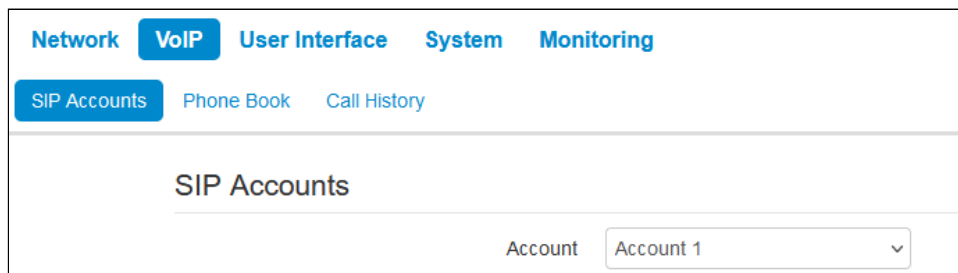 Network VoIP User Interface System Monitoring
SIP Accounts Phone Book Call History
SIP Accounts
Account Account 1